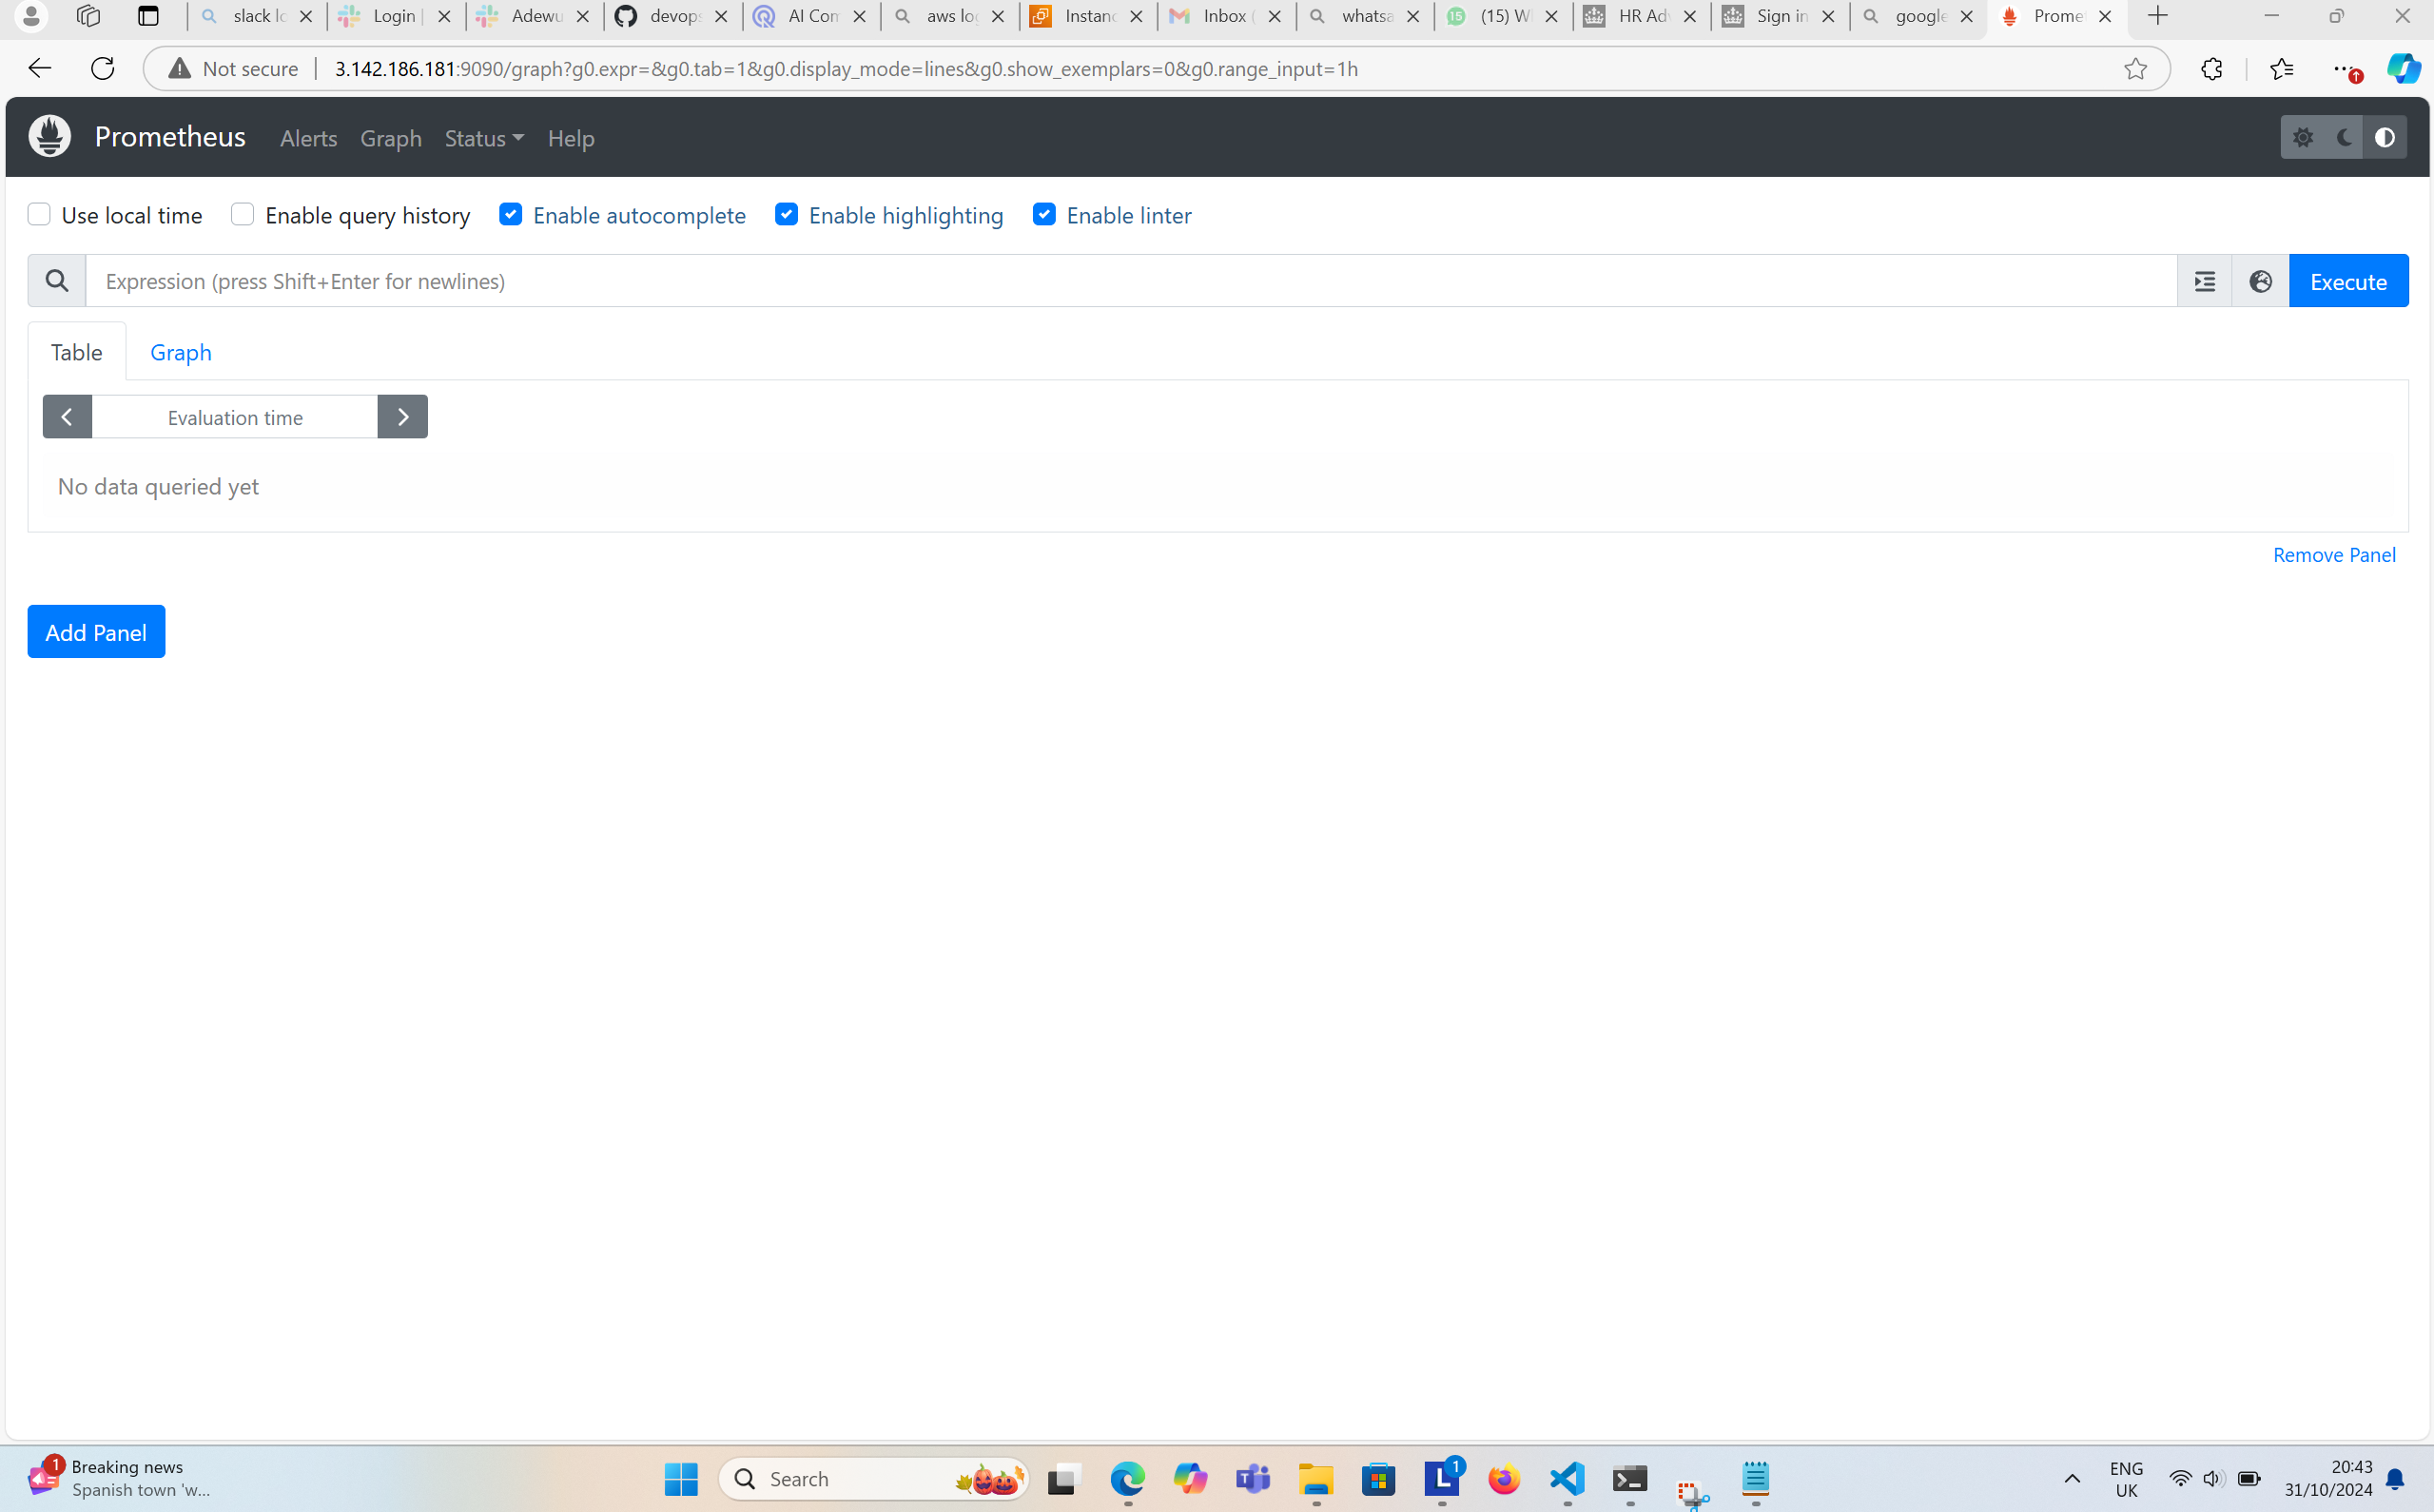 slack lo Login Adewu devops AI Com aws log Instanc Inbox ( whatsa (15) W HR Adv Sign in google Promet
Not secure 3.142.186.181:9090/graph?g0.expr=&g0.tab=1&g0.display_mode=lines&g0.show_exemplars=0&g0.range_input=1h
Prometheus Alerts Graph Status Help
Use local time Enable query history Enable autocomplete Enable highlighting Enable linter
Expression (press Shift+Enter for newlines) Execute
Table Graph
Evaluation time
No data queried yet
Remove Panel
Add Panel
1 Breaking news
Spanish town 'w...
Search
1
ENG
UK
20:43
31/10/2024